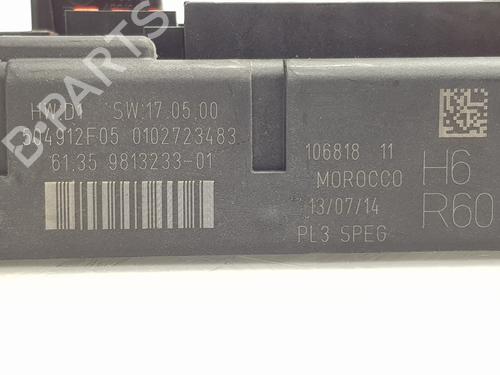 B PARTS
HW:D1 SW:17.05.00
504912F05 0102723483
61.35 9813233-01
106818 11
MOROCCO
13/07/14
PL3 SPEG
H6
R60